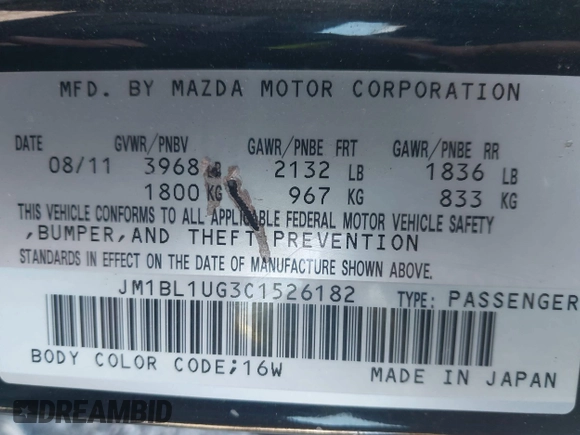 MFD. BY MAZDA MOTOR CORPORATION
DATE GVWR/PNBV GAWR/PNBE FRT GAWR/PNBE RR
08/11 3968 LB 2132 LB 1836 LB
1800 KG 967 KG 833 KG
THIS VEHICLE CONFORMS TO ALL APPLICABLE FEDERAL MOTOR VEHICLE SAFETY
,BUMPER,AND THEFT PREVENTION
STANDARDS IN EFFECT ON THE DATE OF MANUFACTURE SHOWN ABOVE.
JM1BL1UG3C1526182 TYPE: PASSENGER
BODY COLOR CODE;16W MADE IN JAPAN
DREAMBID